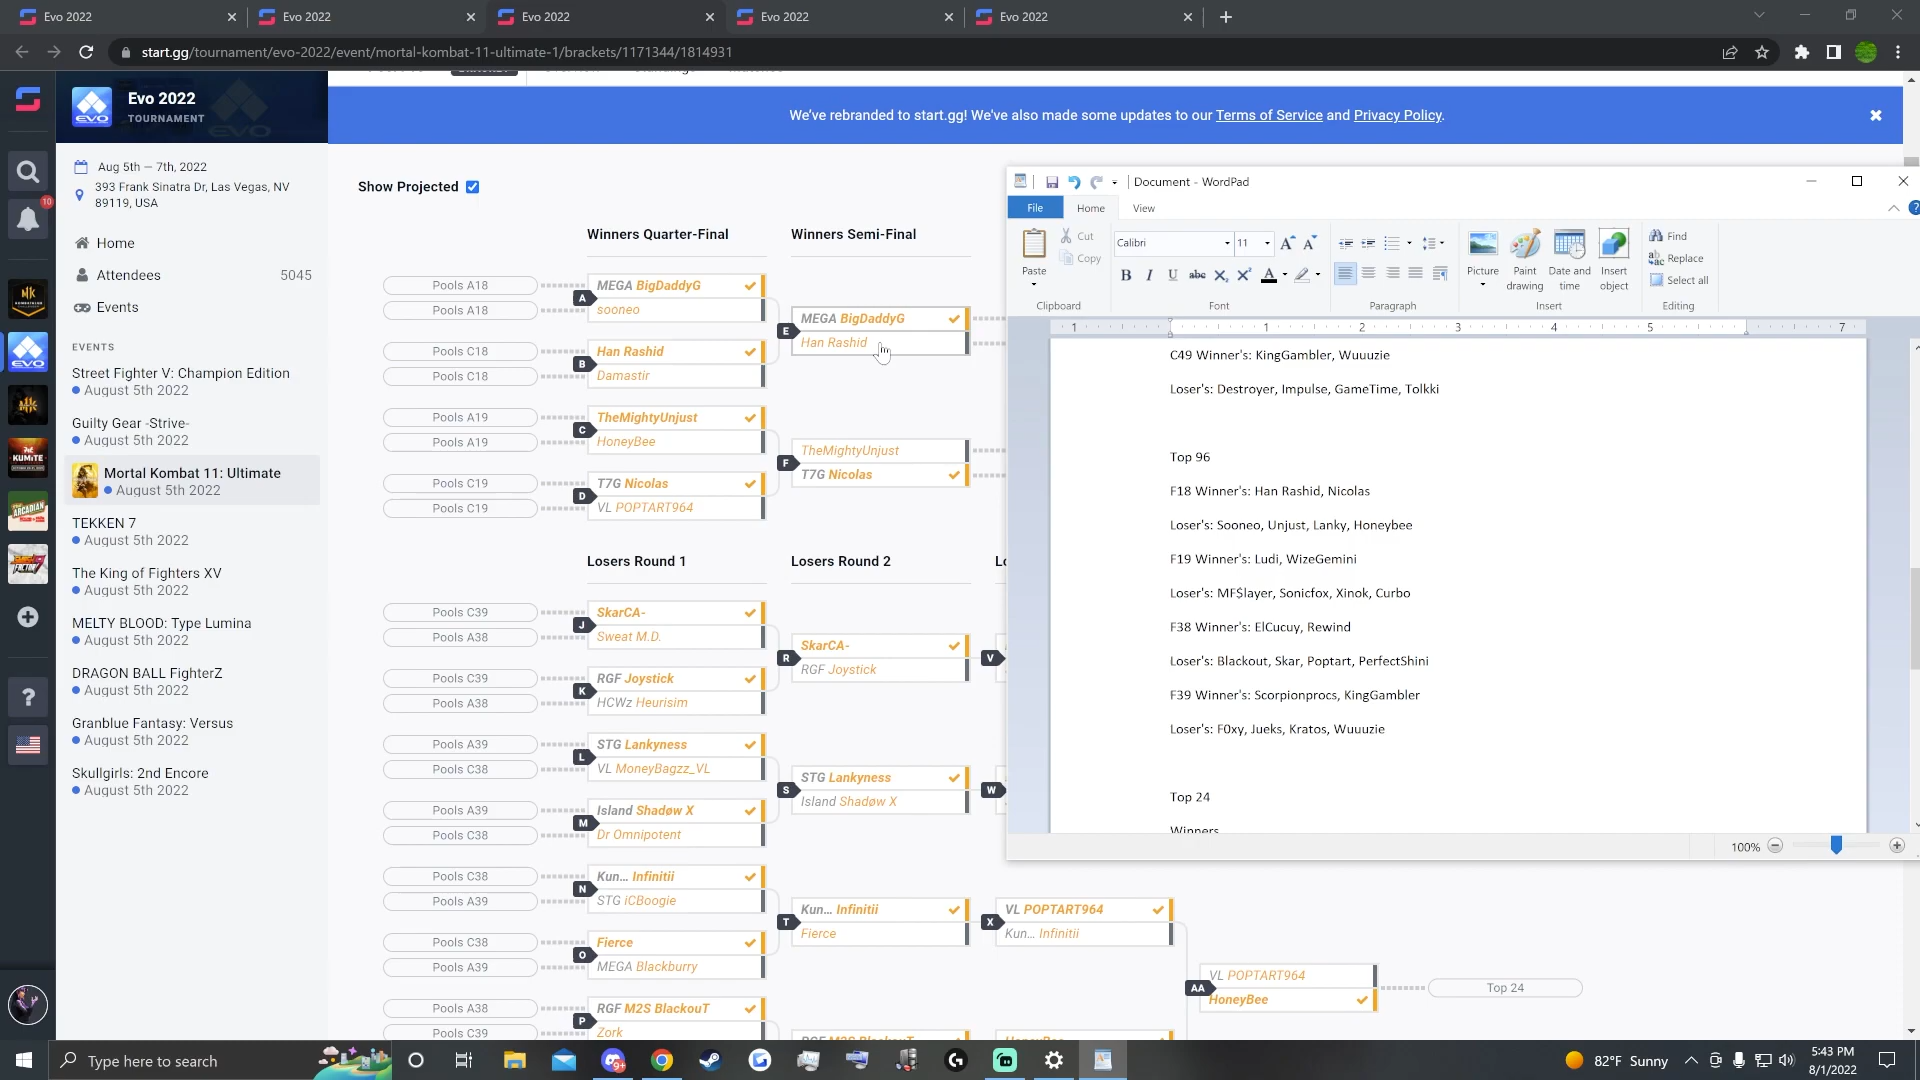 Evo 2022
Evo 2022
Evo 2022
Evo 2022
Evo 2022
start.gg/tournament/evo-2022/event/mortal-kombat-11-ultimate-1/brackets/1171344/1814931
Evo 2022
TOURNAMENT
EVO
We've rebranded to start.gg! We've also made some updates to our Terms of Service and Privacy Policy.
Aug 5th — 7th, 2022
393 Frank Sinatra Dr, Las Vegas, NV
89119, USA
10
Home
Attendees 5045
Events
EVENTS
Street Fighter V: Champion Edition
August 5th 2022
Guilty Gear -Strive-
August 5th 2022
Mortal Kombat 11: Ultimate
August 5th 2022
TEKKEN 7
August 5th 2022
The King of Fighters XV
August 5th 2022
MELTY BLOOD: Type Lumina
August 5th 2022
DRAGON BALL FighterZ
August 5th 2022
Granblue Fantasy: Versus
August 5th 2022
Skullgirls: 2nd Encore
August 5th 2022
Show Projected
Winners Quarter-Final
Winners Semi-Final
Pools A18
Pools A18
A
MEGA BigDaddyG
sooneo
Pools C18
Pools C18
B
Han Rashid
Damastir
E
MEGA BigDaddyG
Han Rashid
Pools A19
Pools A19
C
TheMightyUnjust
HoneyBee
Pools C19
Pools C19
D
T7G Nicolas
VL POPTART964
F
TheMightyUnjust
T7G Nicolas
Losers Round 1
Losers Round 2
Pools C39
Pools A38
J
SkarCA-
Sweat M.D.
Pools C39
Pools A38
K
RGF Joystick
HCWz Heurisim
R
SkarCA-
RGF Joystick
V
Pools A39
Pools C38
L
STG Lankyness
VL MoneyBagzz_VL
Pools A39
Pools C38
M
Island Shadøw X
Dr Omnipotent
S
STG Lankyness
Island Shadøw X
W
Pools C38
Pools A39
N
Kun... Infinitii
STG iCBoogie
Pools C38
Pools A39
O
Fierce
MEGA Blackburry
T
Kun... Infinitii
Fierce
X
VL POPTART964
Kun... Infinitii
AA
VL POPTART964
HoneyBee
Top 24
Pools A38
Pools C39
P
RGF M2S BlackouT
Zork
RGF M2S BlackouT
HoneyBee
Document - WordPad
File
Home
View
Paste
Cut
Copy
Clipboard
Calibri
11
Font
Paragraph
Picture
Paint
drawing
Date and
time
Insert
object
Insert
Find
Replace
Select all
Editing
1 1 2 3 4 5 7
C49 Winner's: KingGambler, Wuuuzie
Loser's: Destroyer, Impulse, GameTime, Tolkki
Top 96
F18 Winner's: Han Rashid, Nicolas
Loser's: Sooneo, Unjust, Lanky, Honeybee
F19 Winner's: Ludi, WizeGemini
Loser's: MF$layer, Sonicfox, Xinok, Curbo
F38 Winner's: ElCucuy, Rewind
Loser's: Blackout, Skar, Poptart, PerfectShini
F39 Winner's: Scorpionprocs, KingGambler
Loser's: F0xy, Jueks, Kratos, Wuuuzie
Top 24
Winners
100%
Type here to search
82°F Sunny
5:43 PM
8/1/2022